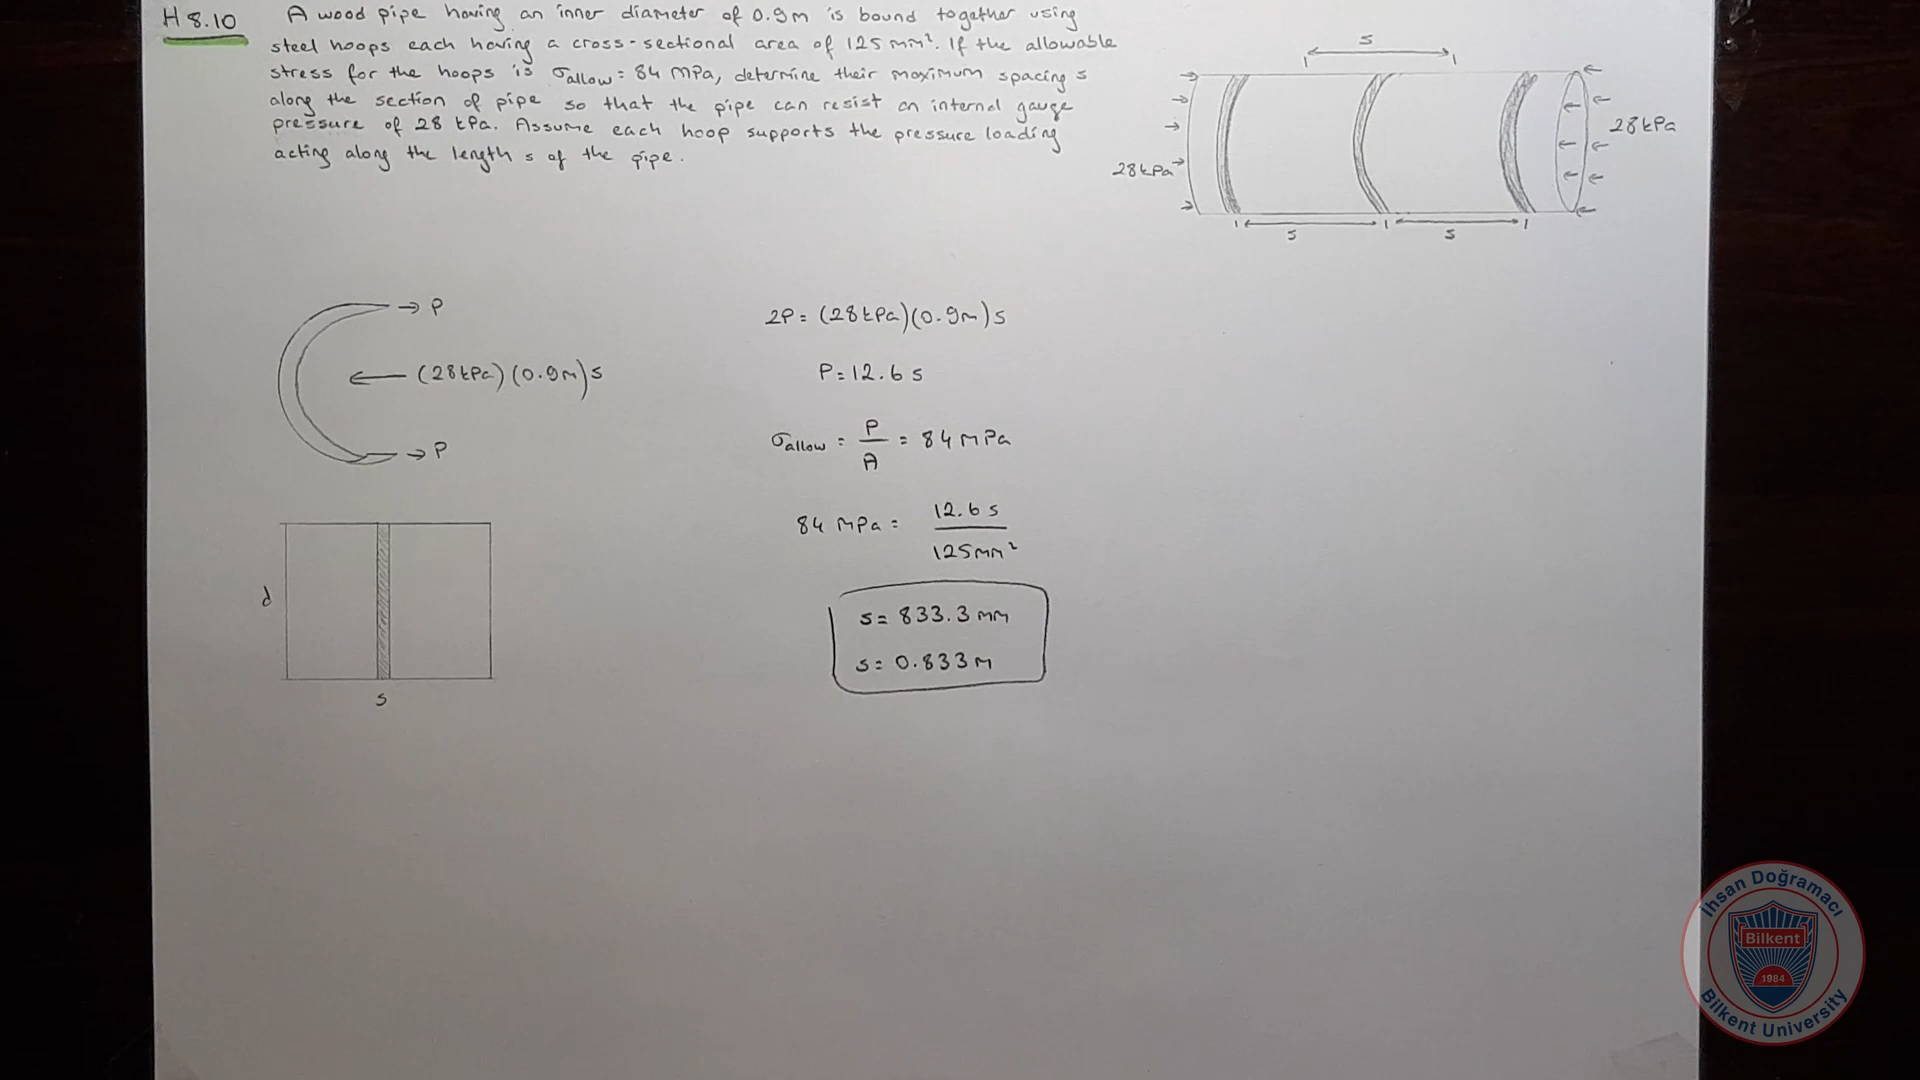 H 8.10 A wood pipe having an inner diameter of 0.9m is bound together using
steel hoops each having a cross-sectional area of 125 mm². If the allowable
stress for the hoops is σallow = 84 MPa, determine their maximum spacing s
along the section of pipe so that the pipe can resist an internal gauge
pressure of 28 kPa. Assume each hoop supports the pressure loading
acting along the length s of the pipe.
s
28kPa
28kPa
s
s
→ P
← (28kPa)(0.9m)s
→ P
d
s
2P = (28kPa)(0.9m)s
P = 12.6 s
σallow = P/A = 84 MPa
84 MPa = 12.6 s / 125mm²
s = 833.3 mm
s = 0.833 m
İhsan Doğramacı
Bilkent
1984
Bilkent University